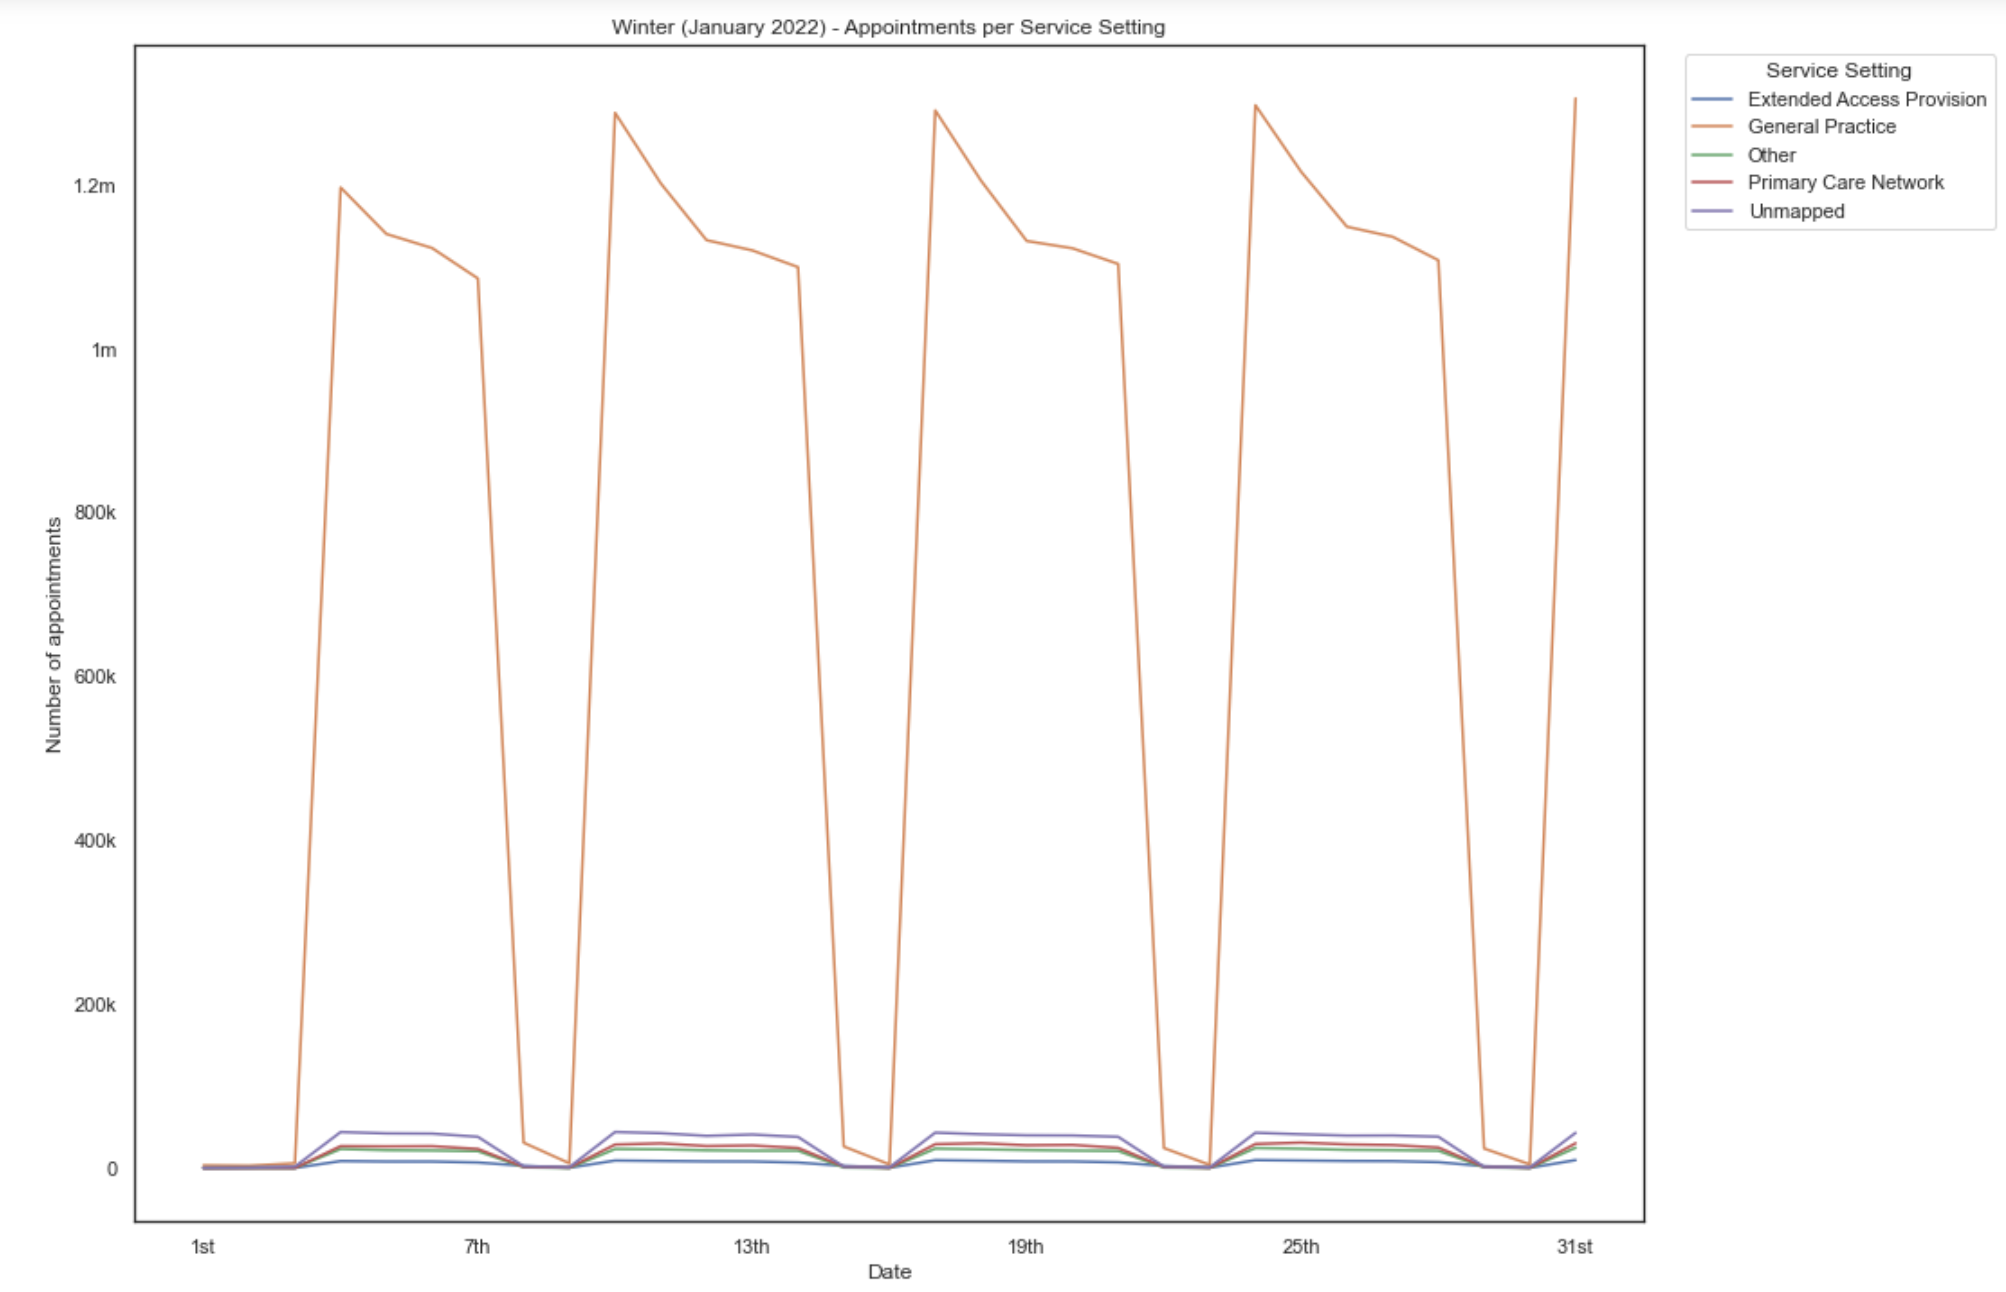 Winter (January 2022) - Appointments per Service Setting
Service Setting
Extended Access Provision
General Practice
Other
Primary Care Network
Unmapped
Number of appointments
1.2m
1m
800k
600k
400k
200k
0
1st 7th 13th 19th 25th 31st
Date